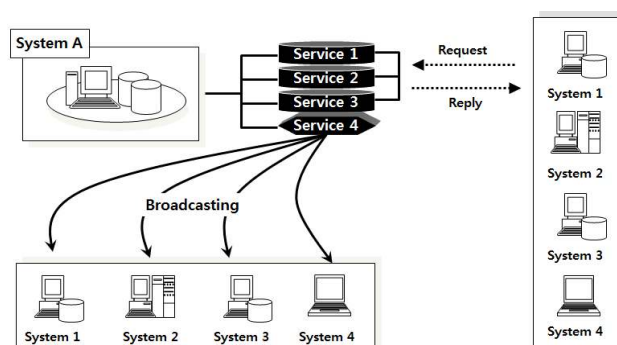 System A
Service 1
Service 2
Service 3
Service 4
Request
Reply
System 1
System 2
System 3
System 4
Broadcasting
System 1
System 2
System 3
System 4